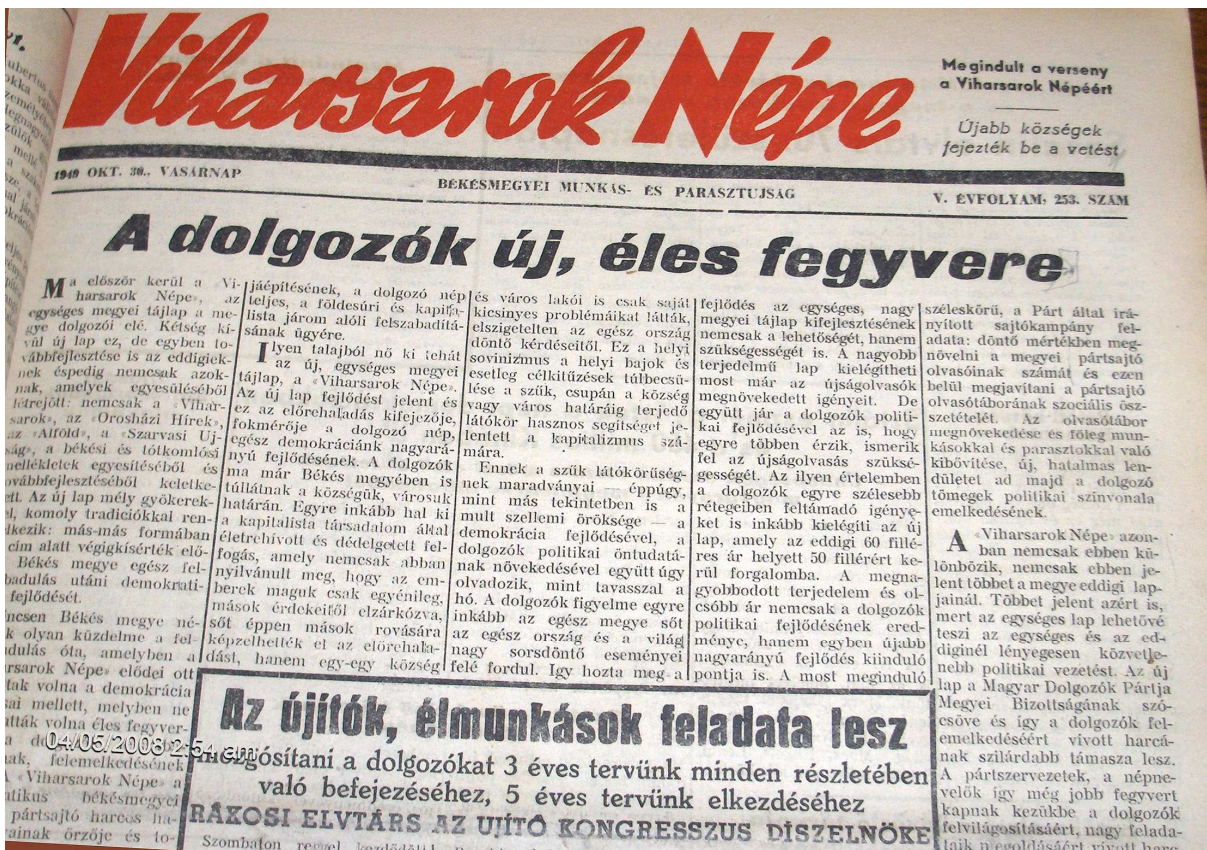 Viharsarok Népe
Megindult a verseny
a Viharsarok Népéért
Újabb községek
fejezték be a vetést
1949 OKT. 30., VASÁRNAP
BÉKÉSMEGYEI MUNKÁS- ÉS PARASZTUJSÁG
V. ÉVFOLYAM, 253. SZÁM
A dolgozók új, éles fegyvere
Ma először kerül a «Vi-
harsarok Népe», az
egységes megyei tájlap a me-
gye dolgozói elé. Kétség kí-
vül új lap ez, de egyben to-
vábbfejlesztése is az eddigiek-
nek éspedig nemcsak azok-
nak, amelyek egyesüléséből
létrejött: nemcsak a «Vihar-
sarok», az «Orosházi Hírek»,
az «Alföld», a «Szarvasi Uj-
ság», a békési és tótkomlósi
mellékletek egyesítéséből és
továbbfejlesztéséből keletke-
ett. Az új lap mély gyökerek-
kel, komoly tradiciókkal ren-
delkezik: más-más formában
cím alatt végigkísérték elő-
Békés megye egész fel-
badulás utáni demokrati-
fejlődését.
ncsen Békés megye né-
k olyan küzdelme a fel-
dulás óta, amelyben a
arsarok Népe» elődei ott
tak volna a demokrácia
ai mellett, melyben ne
atták volna éles fegyver-
ak, felemelkedésének
«Viharsarok Népe» a
atikus békésmegyei
pártsajtó harcos ha-
ainak őrzője és to-
jáépítésének, a dolgozó nép
teljes, a földesúri és kapita-
lista járom alóli felszabadítá-
sának ügyére.
Ilyen talajból nő ki tehát
az új, egységes megyei
tájlap, a «Viharsarok Népe».
Az új lap fejlődést jelent és
ez az előrehaladás kifejezője,
fokmérője a dolgozó nép,
egész demokráciánk nagyará-
nyú fejlődésének. A dolgozók
ma már Békés megyében is
túllátnak a községük, városuk
határán. Egyre inkább hal ki
a kapitalista társadalom által
életrehívott és dédelgetett fel-
fogás, amely nemcsak abban
nyilvánult meg, hogy az em-
berek maguk csak egyénileg,
mások érdekeitől elzárkózva,
sőt éppen mások rovására
képzelhették el az előrehala-
dást, hanem egy-egy község
és város lakói is csak saját
kicsinyes problémáikat látták,
elszigetelten az egész ország
döntő kérdéseitől. Ez a helyi
sovinizmus a helyi bajok és
esetleg célkitűzések túlbecsü-
lése a szűk, csupán a község
vagy város határáig terjedő
látókör hasznos segítséget je-
lentett a kapitalizmus szá-
mára.
Ennek a szűk látókörűség-
nek maradványai — éppúgy,
mint más tekintetben is a
mult szellemi öröksége — a
demokrácia fejlődésével, a
dolgozók politikai öntudatá-
nak növekedésével együtt úgy
olvadozik, mint tavasszal a
hó. A dolgozók figyelme egyre
inkább az egész megye sőt
az egész ország és a világ
nagy sorsdöntő eseményei
felé fordul. Igy hozta meg a
fejlődés az egységes, nagy
megyei tájlap kifejlesztésének
nemcsak a lehetőségét, hanem
szükségességét is. A nagyobb
terjedelmű lap kielégítheti
most már az újságolvasók
megnövekedett igényeit. De
együtt jár a dolgozók politi-
kai fejlődésével az is, hogy
egyre többen érzik, ismerik
fel az újságolvasás szüksé-
gességét. Az ilyen értelemben
a dolgozók egyre szélesebb
rétegeiben feltámadó igénye-
ket is inkább kielégíti az új
lap, amely az eddigi 60 fillé-
res ár helyett 50 fillérért ke-
rül forgalomba. A megna-
gyobbodott terjedelem és ol-
csóbb ár nemcsak a dolgozók
politikai fejlődésének ered-
ménye, hanem egyben újabb
nagyarányú fejlődés kiinduló
pontja is. A most meginduló
széleskörű, a Párt által irá-
nyított sajtókampány fel-
adata: döntő mértékben meg-
növelni a megyei pártsajtó
olvasóinak számát és ezen
belül megjavítani a pártsajtó
olvasótáborának szociális ösz-
szetételét. Az olvasótábor
megnövekedése és főleg mun-
kásokkal és parasztokkal való
kibővítése, új, hatalmas len-
dületet ad majd a dolgozó
tömegek politikai színvonala
emelkedésének.
A «Viharsarok Népe» azon-
ban nemcsak ebben kü-
lönbözik, nemcsak ebben je-
lent többet a megye eddigi lap-
jainál. Többet jelent azért is,
mert az egységes lap lehetővé
teszi az egységes és az ed-
diginél lényegesen közvetle-
nebb politikai vezetést. Az új
lap a Magyar Dolgozók Pártja
Megyei Bizottságának szó-
csöve és így a dolgozók fel-
emelkedéséért vívott harcá-
nak szilárdabb támasza lesz.
A pártszervezetek, a népne-
velők így még jobb fegyvert
kapnak kezükbe a dolgozók
felvilágosításáért, nagy felada-
taik megoldásáért vívott harc-
Az újítók, élmunkások feladata lesz
mozgósítani a dolgozókat 3 éves tervünk minden részletében
való befejezéséhez, 5 éves tervünk elkezdéséhez
RÁKOSI ELVTÁRS AZ UJÍTÓ KONGRESSZUS DISZELNÖKE
Szombaton reggel kezdődött
04/05/2008 2:54 am